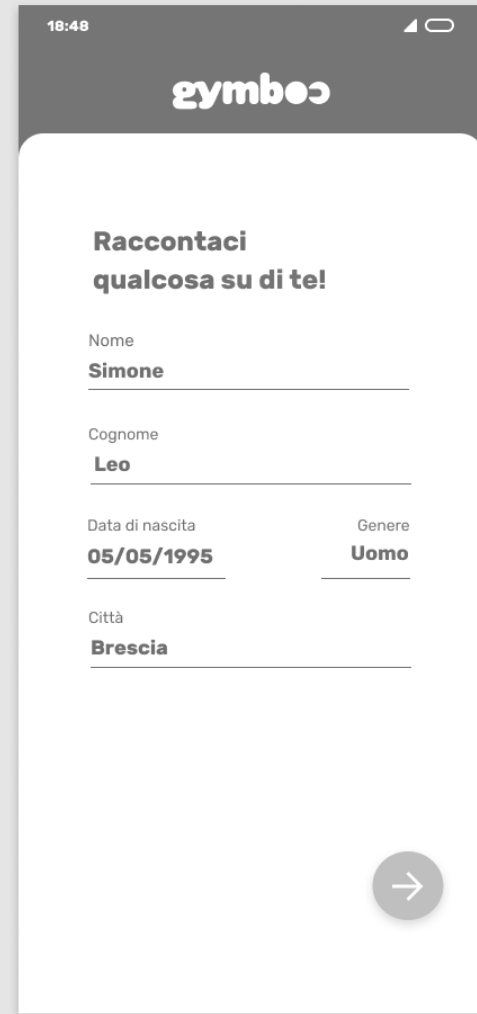 18:48
gymboo
Raccontaci
qualcosa su di te!
Nome
Simone
Cognome
Leo
Data di nascita Genere
05/05/1995 Uomo
Città
Brescia